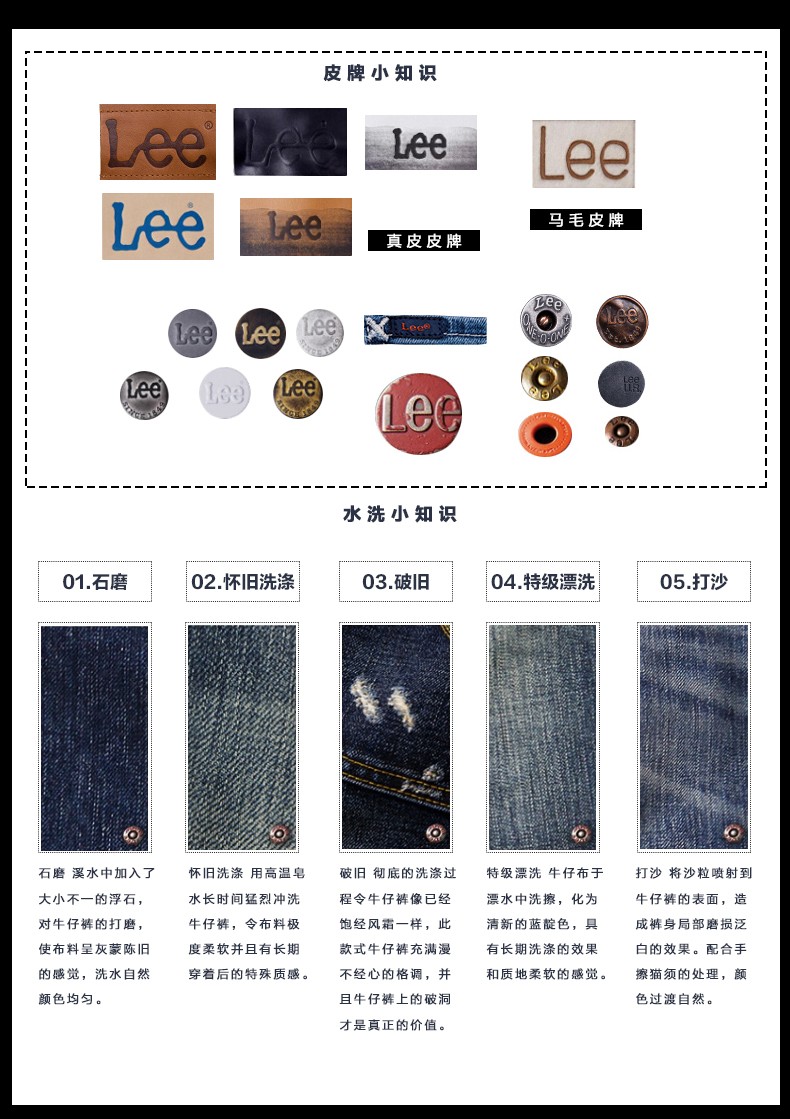 皮牌小知识
Lee®
Lee
Lee
Lee
Lee®
Lee
真皮皮牌
马毛皮牌
Lee
Lee
Lee
SINCE 1889
Lee®
Lee
ONE-O-ONE+
Lee
Lee
SINCE 1889
Lee
Lee
SINCE 1889
Lee
Lee
U.S.
水洗小知识
01.石磨
02.怀旧洗涤
03.破旧
04.特级漂洗
05.打沙
石磨 溪水中加入了
大小不一的浮石，
对牛仔裤的打磨，
使布料呈灰蒙陈旧
的感觉，洗水自然
颜色均匀。
怀旧洗涤 用高温皂
水长时间猛烈冲洗
牛仔裤，令布料极
度柔软并且有长期
穿着后的特殊质感。
破旧 彻底的洗涤过
程令牛仔裤像已经
饱经风霜一样，此
款式牛仔裤充满漫
不经心的格调，并
且牛仔裤上的破洞
才是真正的价值。
特级漂洗 牛仔布于
漂水中洗擦，化为
清新的蓝靛色，具
有长期洗涤的效果
和质地柔软的感觉。
打沙 将沙粒喷射到
牛仔裤的表面，造
成裤身局部磨损泛
白的效果。配合手
擦猫须的处理，颜
色过渡自然。